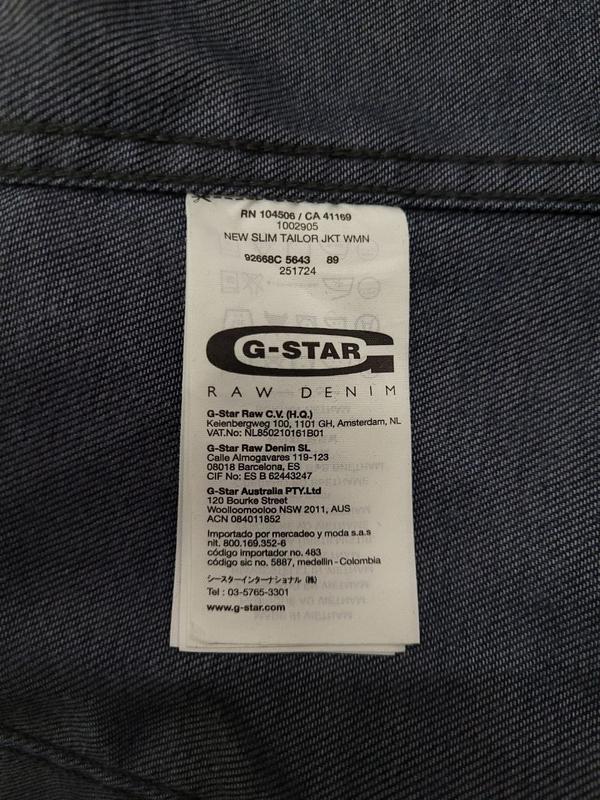 RN 104506 / CA 41169
1002905
NEW SLIM TAILOR JKT WMN
92668C 5643 89
251724
G-STAR
RAW DENIM
G-Star Raw C.V. (H.Q.)
Keienbergweg 100, 1101 GH, Amsterdam, NL
VAT.No: NL850210161B01
G-Star Raw Denim SL
Calle Almogavares 119-123
08018 Barcelona, ES
CIF No: ES B 62443247
G-Star Australia PTY.Ltd
120 Bourke Street
Woolloomooloo NSW 2011, AUS
ACN 084011852
Importado por mercadeo y moda s.a.s
nit. 800.169.352-6
código importador no. 483
código sic no. 5887, medellin - Colombia
ジースターインターナショナル (株)
Tel : 03-5765-3301
www.g-star.com